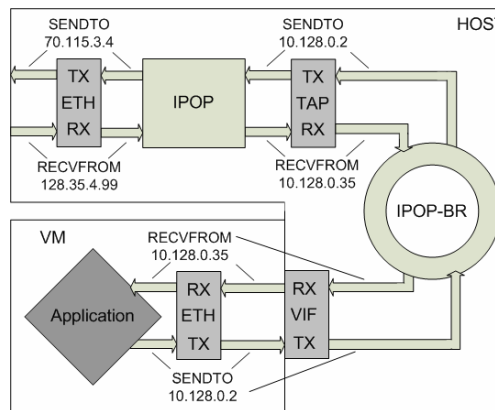 SENDTO
70.115.3.4
SENDTO
10.128.0.2
HOST
TX
ETH
RX
IPOP
TX
TAP
RX
RECVFROM
128.35.4.99
RECVFROM
10.128.0.35
IPOP-BR
VM
RECVFROM
10.128.0.35
Application
RX
ETH
TX
RX
VIF
TX
SENDTO
10.128.0.2